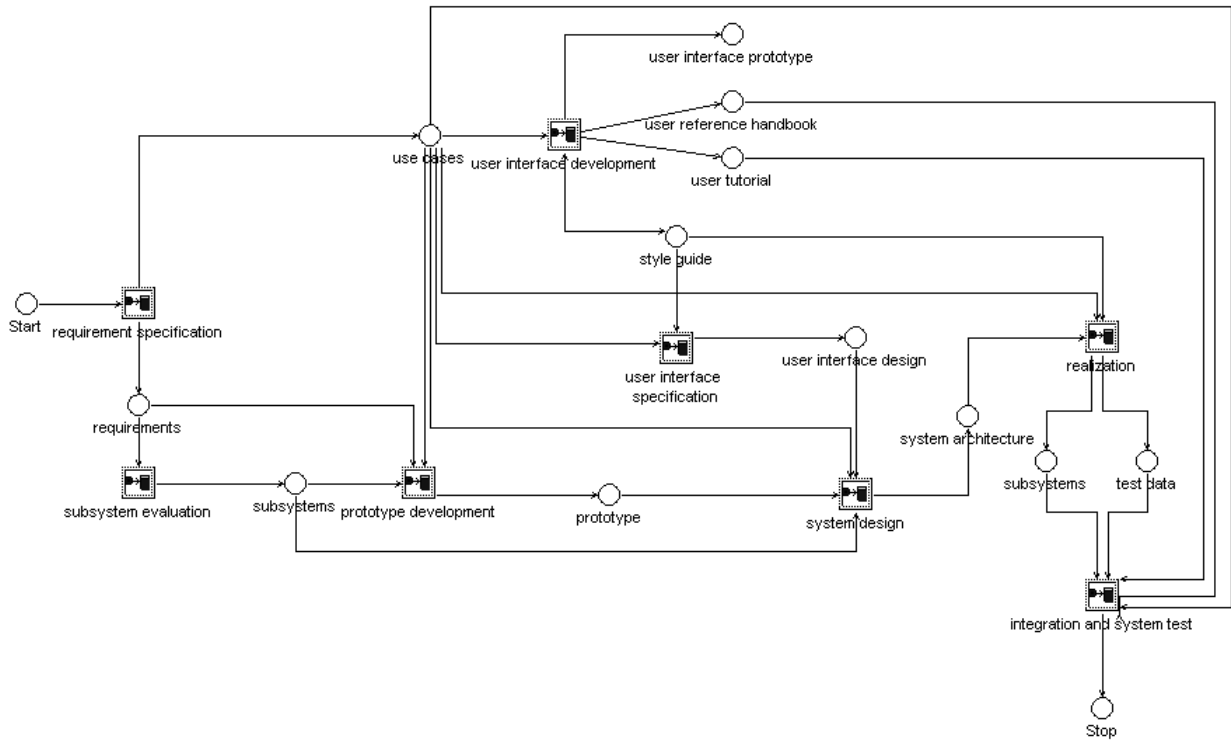 user interface prototype
user reference handbook
use cases
user interface development
user tutorial
style guide
Start
requirement specification
user interface design
user interface
specification
realization
requirements
system architecture
subsystem evaluation
subsystems
prototype development
prototype
system design
subsystems
test data
integration and system test
Stop